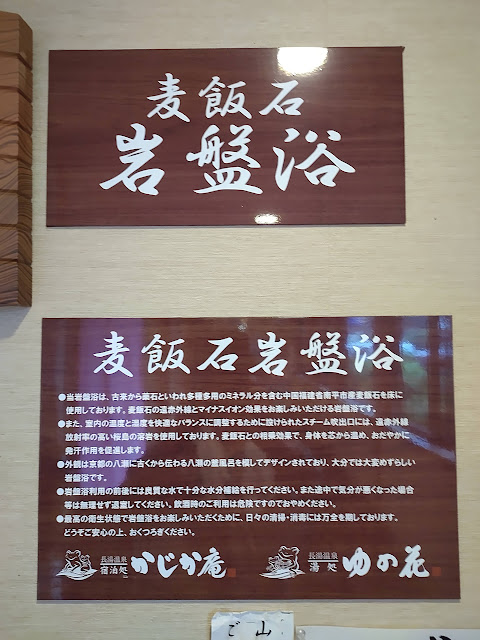 麦飯石
岩盤浴
麦飯石岩盤浴
●当岩盤浴は、古来から薬石といわれ多種多用のミネラル分を含む中国福建省南平市産麦飯石を床に
使用しております。麦飯石の遠赤外線とマイナスイオン効果をお楽しみいただける岩盤浴です。
●また、室内の温度と湿度を快適なバランスに調整するために設けられたスチーム吹出口には、遠赤外線
放射率の高い桜島の溶岩を使用しております。麦飯石との相乗効果で、身体を芯から温め、おだやかに
発汗作用を促進します。
●外観は京都の八瀬に古くから伝わる八瀬の竈風呂を模してデザインされており、大分では大変めずらしい
岩盤浴です。
●岩盤浴利用の前後には良質な水で十分な水分補給を行ってください。また途中で気分が悪くなった場合
等は無理せず退室してください。飲酒時のご利用は危険ですのでおやめください。
●最高の衛生状態で岩盤浴をお楽しみいただくために、日々の清掃・消毒には万全を期しております。
どうぞご安心の上、おくつろぎください。
長湯温泉
宿泊処 かじか庵
長湯温泉
湯処 ゆの花
ご山